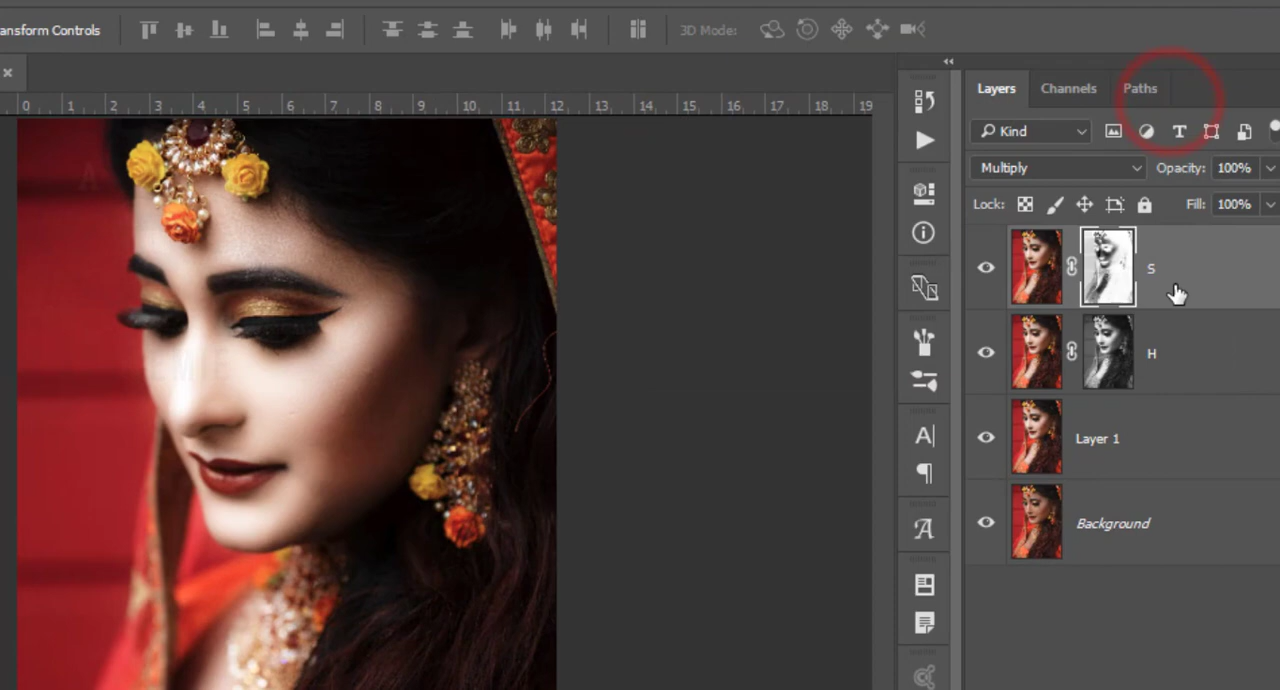 ansform Controls
3D Mode:
0 1 2 3 4 5 6 7 8 9 10 11 12 13 14 15 16 17 18 19
Layers Channels Paths
Kind
Multiply Opacity: 100%
Lock: Fill: 100%
S
H
Layer 1
Background